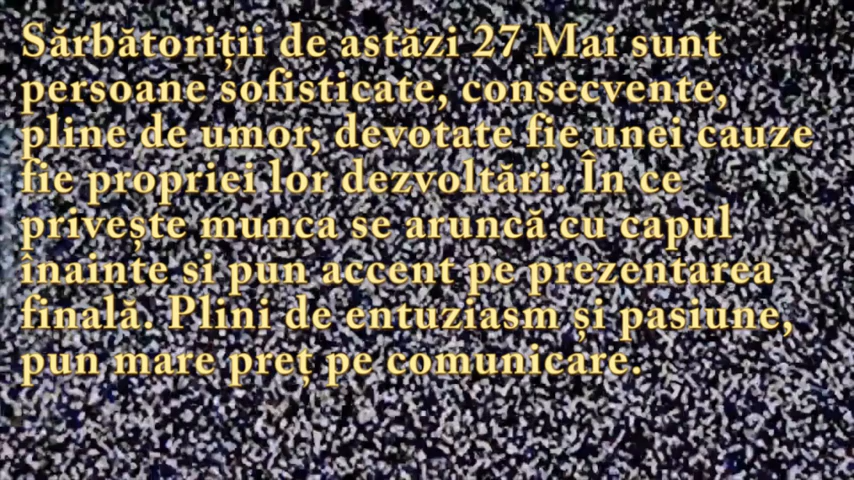 Sărbătoriții de astăzi 27 Mai sunt
persoane sofisticate, consecvente,
pline de umor, devotate fie unei cauze
fie propriei lor dezvoltări. În ce
privește munca se aruncă cu capul
înainte si pun accent pe prezentarea
finală. Plini de entuziasm și pasiune,
pun mare preț pe comunicare.